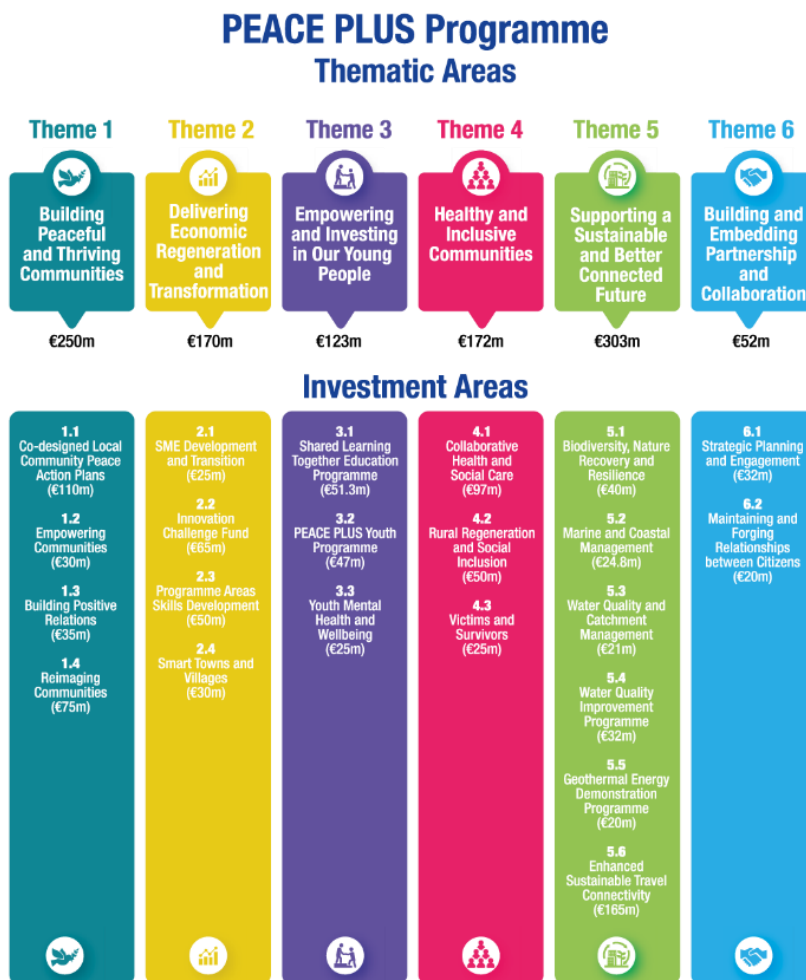 PEACE PLUS Programme
Thematic Areas
Theme 1
Building
Peaceful
and Thriving
Communities
€250m
Theme 2
Delivering
Economic
Regeneration
and
Transformation
€170m
Theme 3
Empowering
and Investing
in Our Young
People
€123m
Theme 4
Healthy and
Inclusive
Communities
€172m
Theme 5
Supporting a
Sustainable
and Better
Connected
Future
€303m
Theme 6
Building and
Embedding
Partnership
and
Collaboration
€52m
Investment Areas
1.1
Co-designed Local
Community Peace
Action Plans
(€110m)
1.2
Empowering
Communities
(€30m)
1.3
Building Positive
Relations
(€35m)
1.4
Reimaging
Communities
(€75m)
2.1
SME Development
and Transition
(€25m)
2.2
Innovation
Challenge Fund
(€65m)
2.3
Programme Areas
Skills Development
(€50m)
2.4
Smart Towns and
Villages
(€30m)
3.1
Shared Learning
Together Education
Programme
(€51.3m)
3.2
PEACE PLUS Youth
Programme
(€47m)
3.3
Youth Mental
Health and
Wellbeing
(€25m)
4.1
Collaborative
Health and
Social Care
(€97m)
4.2
Rural Regeneration
and Social
Inclusion
(€50m)
4.3
Victims and
Survivors
(€25m)
5.1
Biodiversity, Nature
Recovery and
Resilience
(€40m)
5.2
Marine and Coastal
Management
(€24.8m)
5.3
Water Quality and
Catchment
Management
(€21m)
5.4
Water Quality
Improvement
Programme
(€32m)
5.5
Geothermal Energy
Demonstration
Programme
(€20m)
5.6
Enhanced
Sustainable Travel
Connectivity
(€165m)
6.1
Strategic Planning
and Engagement
(€32m)
6.2
Maintaining and
Forging
Relationships
between Citizens
(€20m)